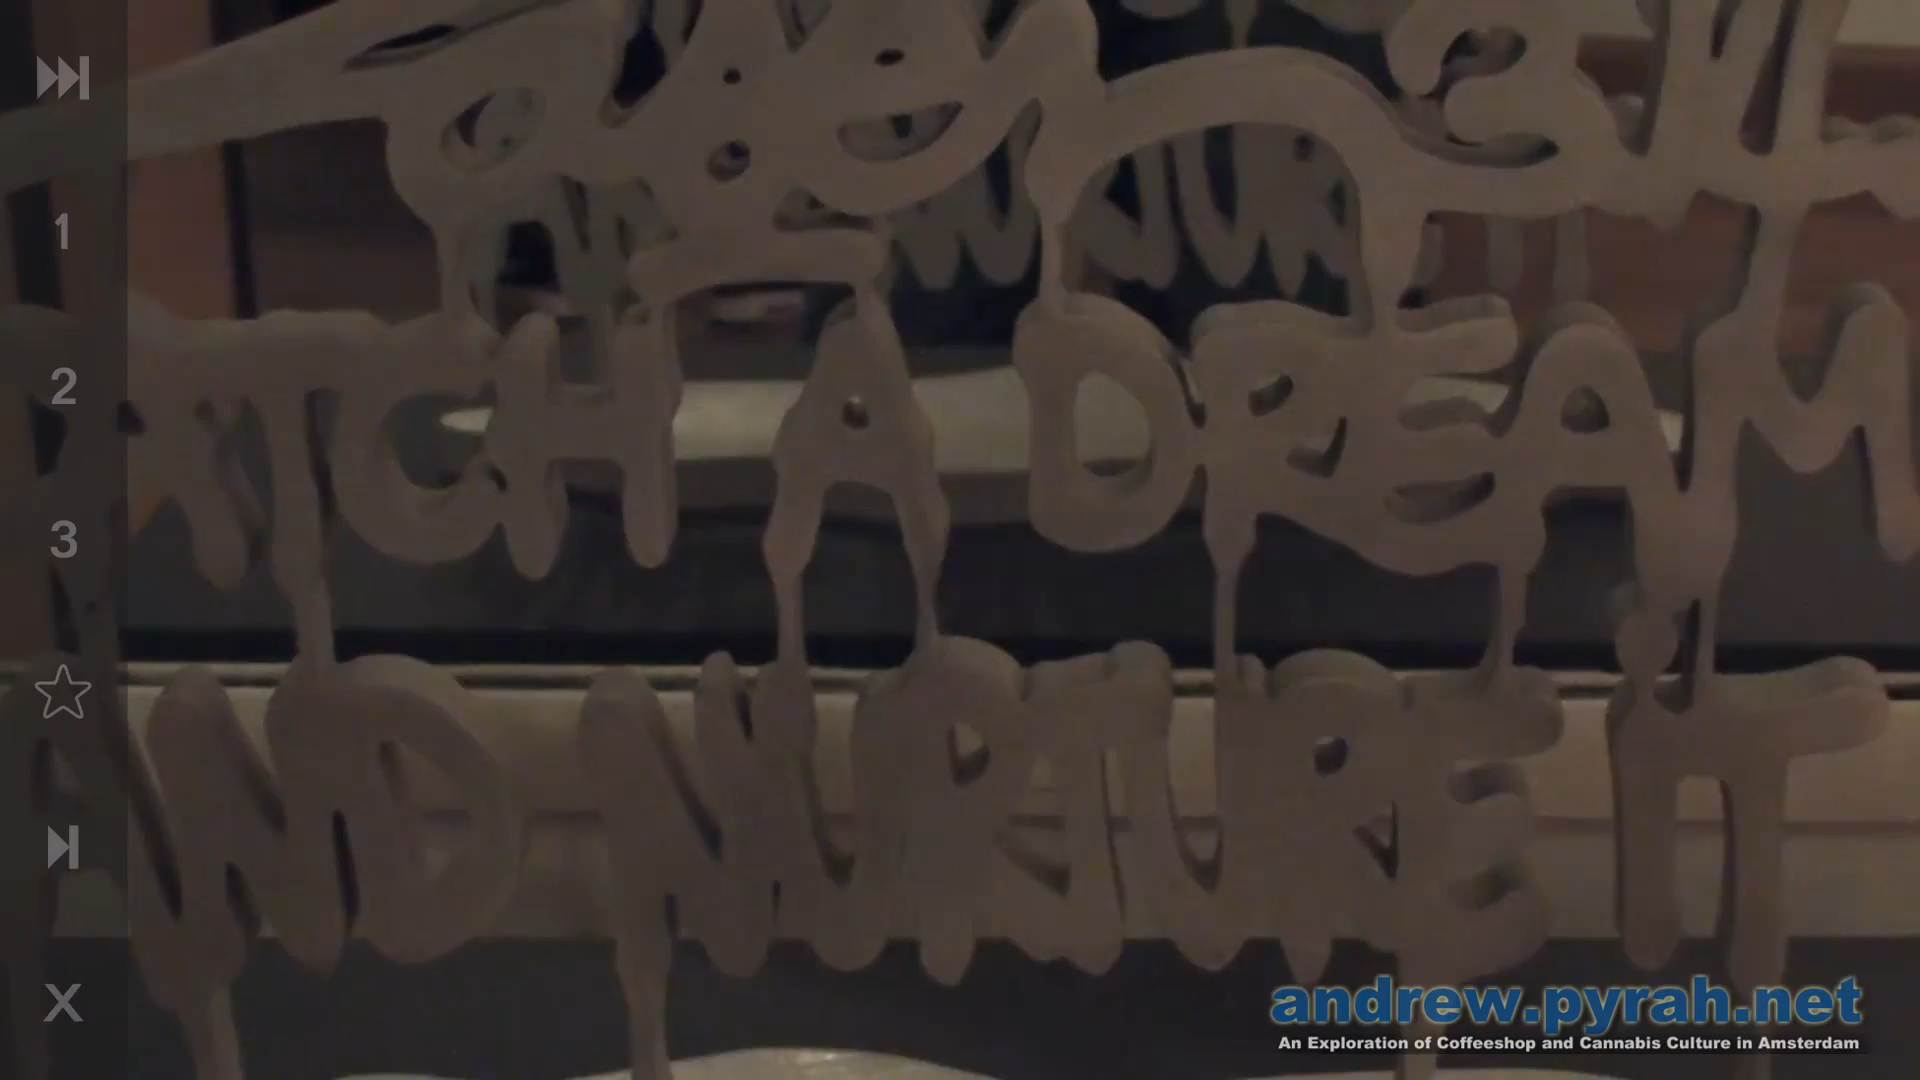 1
CATCH A DREAM
2
3
AND NURTURE IT
X
andrew.pyrah.net
An Exploration of Coffeeshop and Cannabis Culture in Amsterdam